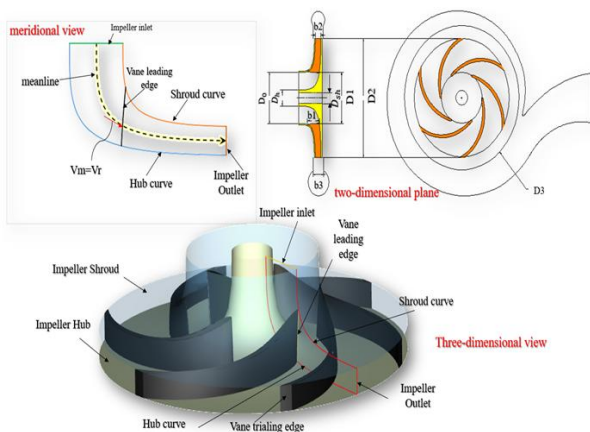 meridional view
Impeller inlet
meanline
Vane leading
edge
Shroud curve
Vm=Vr
Hub curve
Impeller
Outlet
b2
Do
Dh
b1
Dsh
D1
D2
b3
D3
two-dimensional plane
Impeller inlet
Vane
leading
edge
Impeller Shroud
Shroud curve
Impeller Hub
Three-dimensional view
Impeller
Outlet
Hub curve
Vane trialing edge